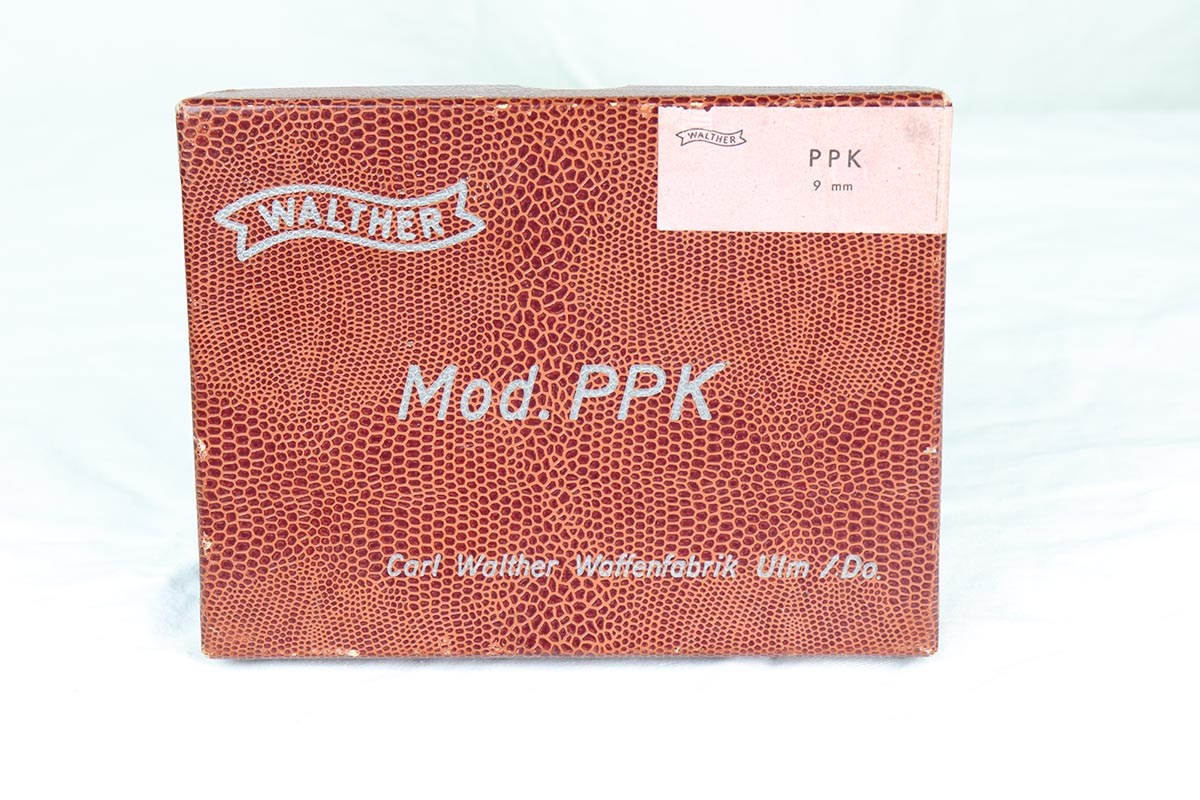 WALTHER
PPK
9 mm
WALTHER
Mod. PPK
Carl Walther Waffenfabrik Ulm /Do.